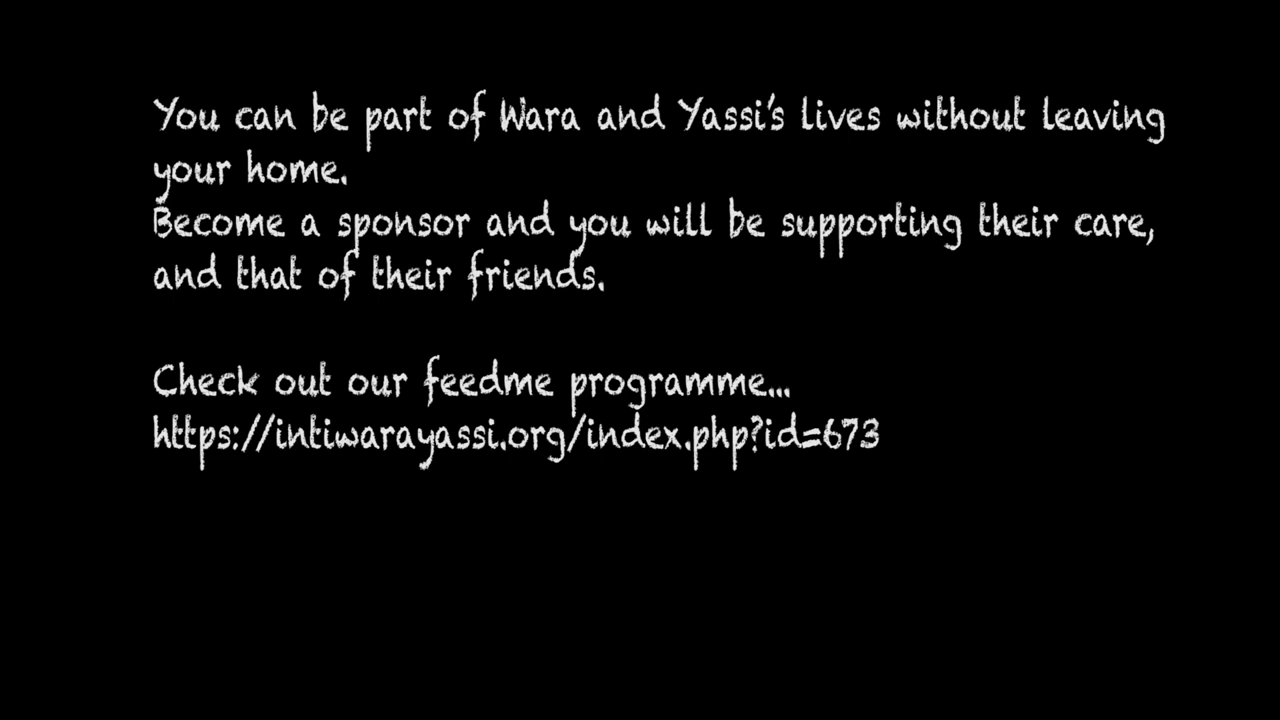 You can be part of Wara and Yassi's lives without leaving
your home.
Become a sponsor and you will be supporting their care,
and that of their friends.
Check out our feedme programme...
https://intiwarayassi.org/index.php?id=673